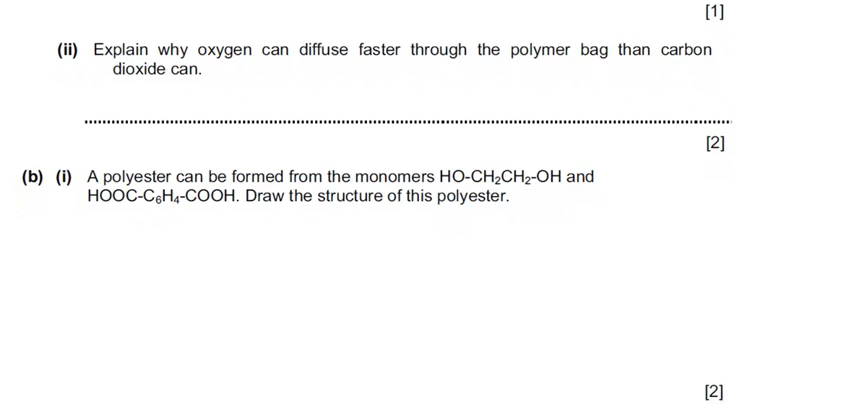 [1]
(ii) Explain why oxygen can diffuse faster through the polymer bag than carbon
dioxide can.
[2]
(b) (i) A polyester can be formed from the monomers HO-CH₂CH₂-OH and
HOOC-C₆H₄-COOH. Draw the structure of this polyester.
[2]